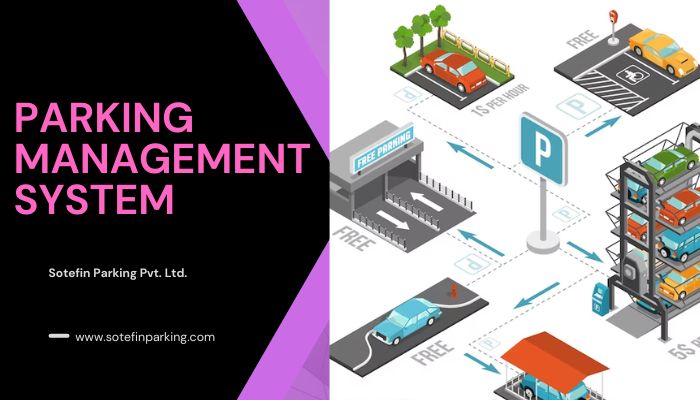 PARKING
MANAGEMENT
SYSTEM
Sotefin Parking Pvt. Ltd.
www.sotefinparking.com
FREE
1$ PER HOUR
P
P
P
FREE PARKING
P
FREE
P
FREE
P
5$ P